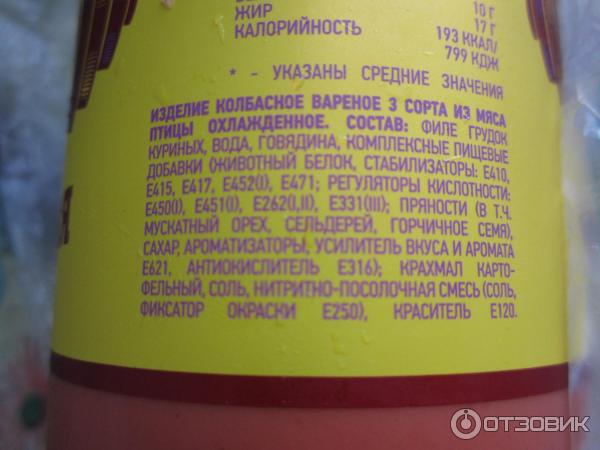 10 Г
ЖИР
17 Г
КАЛОРИЙНОСТЬ
193 ККАЛ/
799 КДЖ
* - УКАЗАНЫ СРЕДНИЕ ЗНАЧЕНИЯ
ИЗДЕЛИЕ КОЛБАСНОЕ ВАРЕНОЕ 3 СОРТА ИЗ МЯСА
ПТИЦЫ ОХЛАЖДЕННОЕ. СОСТАВ: ФИЛЕ ГРУДОК
КУРИНЫХ, ВОДА, ГОВЯДИНА, КОМПЛЕКСНЫЕ ПИЩЕВЫЕ
ДОБАВКИ (ЖИВОТНЫЙ БЕЛОК, СТАБИЛИЗАТОРЫ: Е410,
Е415, Е417, Е452(I), Е471; РЕГУЛЯТОРЫ КИСЛОТНОСТИ:
Е450(I), Е451(I), Е262(I,II), Е331(III); ПРЯНОСТИ (В Т.Ч.
МУСКАТНЫЙ ОРЕХ, СЕЛЬДЕРЕЙ, ГОРЧИЧНОЕ СЕМЯ),
САХАР, АРОМАТИЗАТОРЫ, УСИЛИТЕЛЬ ВКУСА И АРОМАТА
Е621, АНТИОКИСЛИТЕЛЬ Е316); КРАХМАЛ КАРТО-
ФЕЛЬНЫЙ, СОЛЬ, НИТРИТНО-ПОСОЛОЧНАЯ СМЕСЬ (СОЛЬ,
ФИКСАТОР ОКРАСКИ Е250), КРАСИТЕЛЬ Е120.
ОТЗОВИК